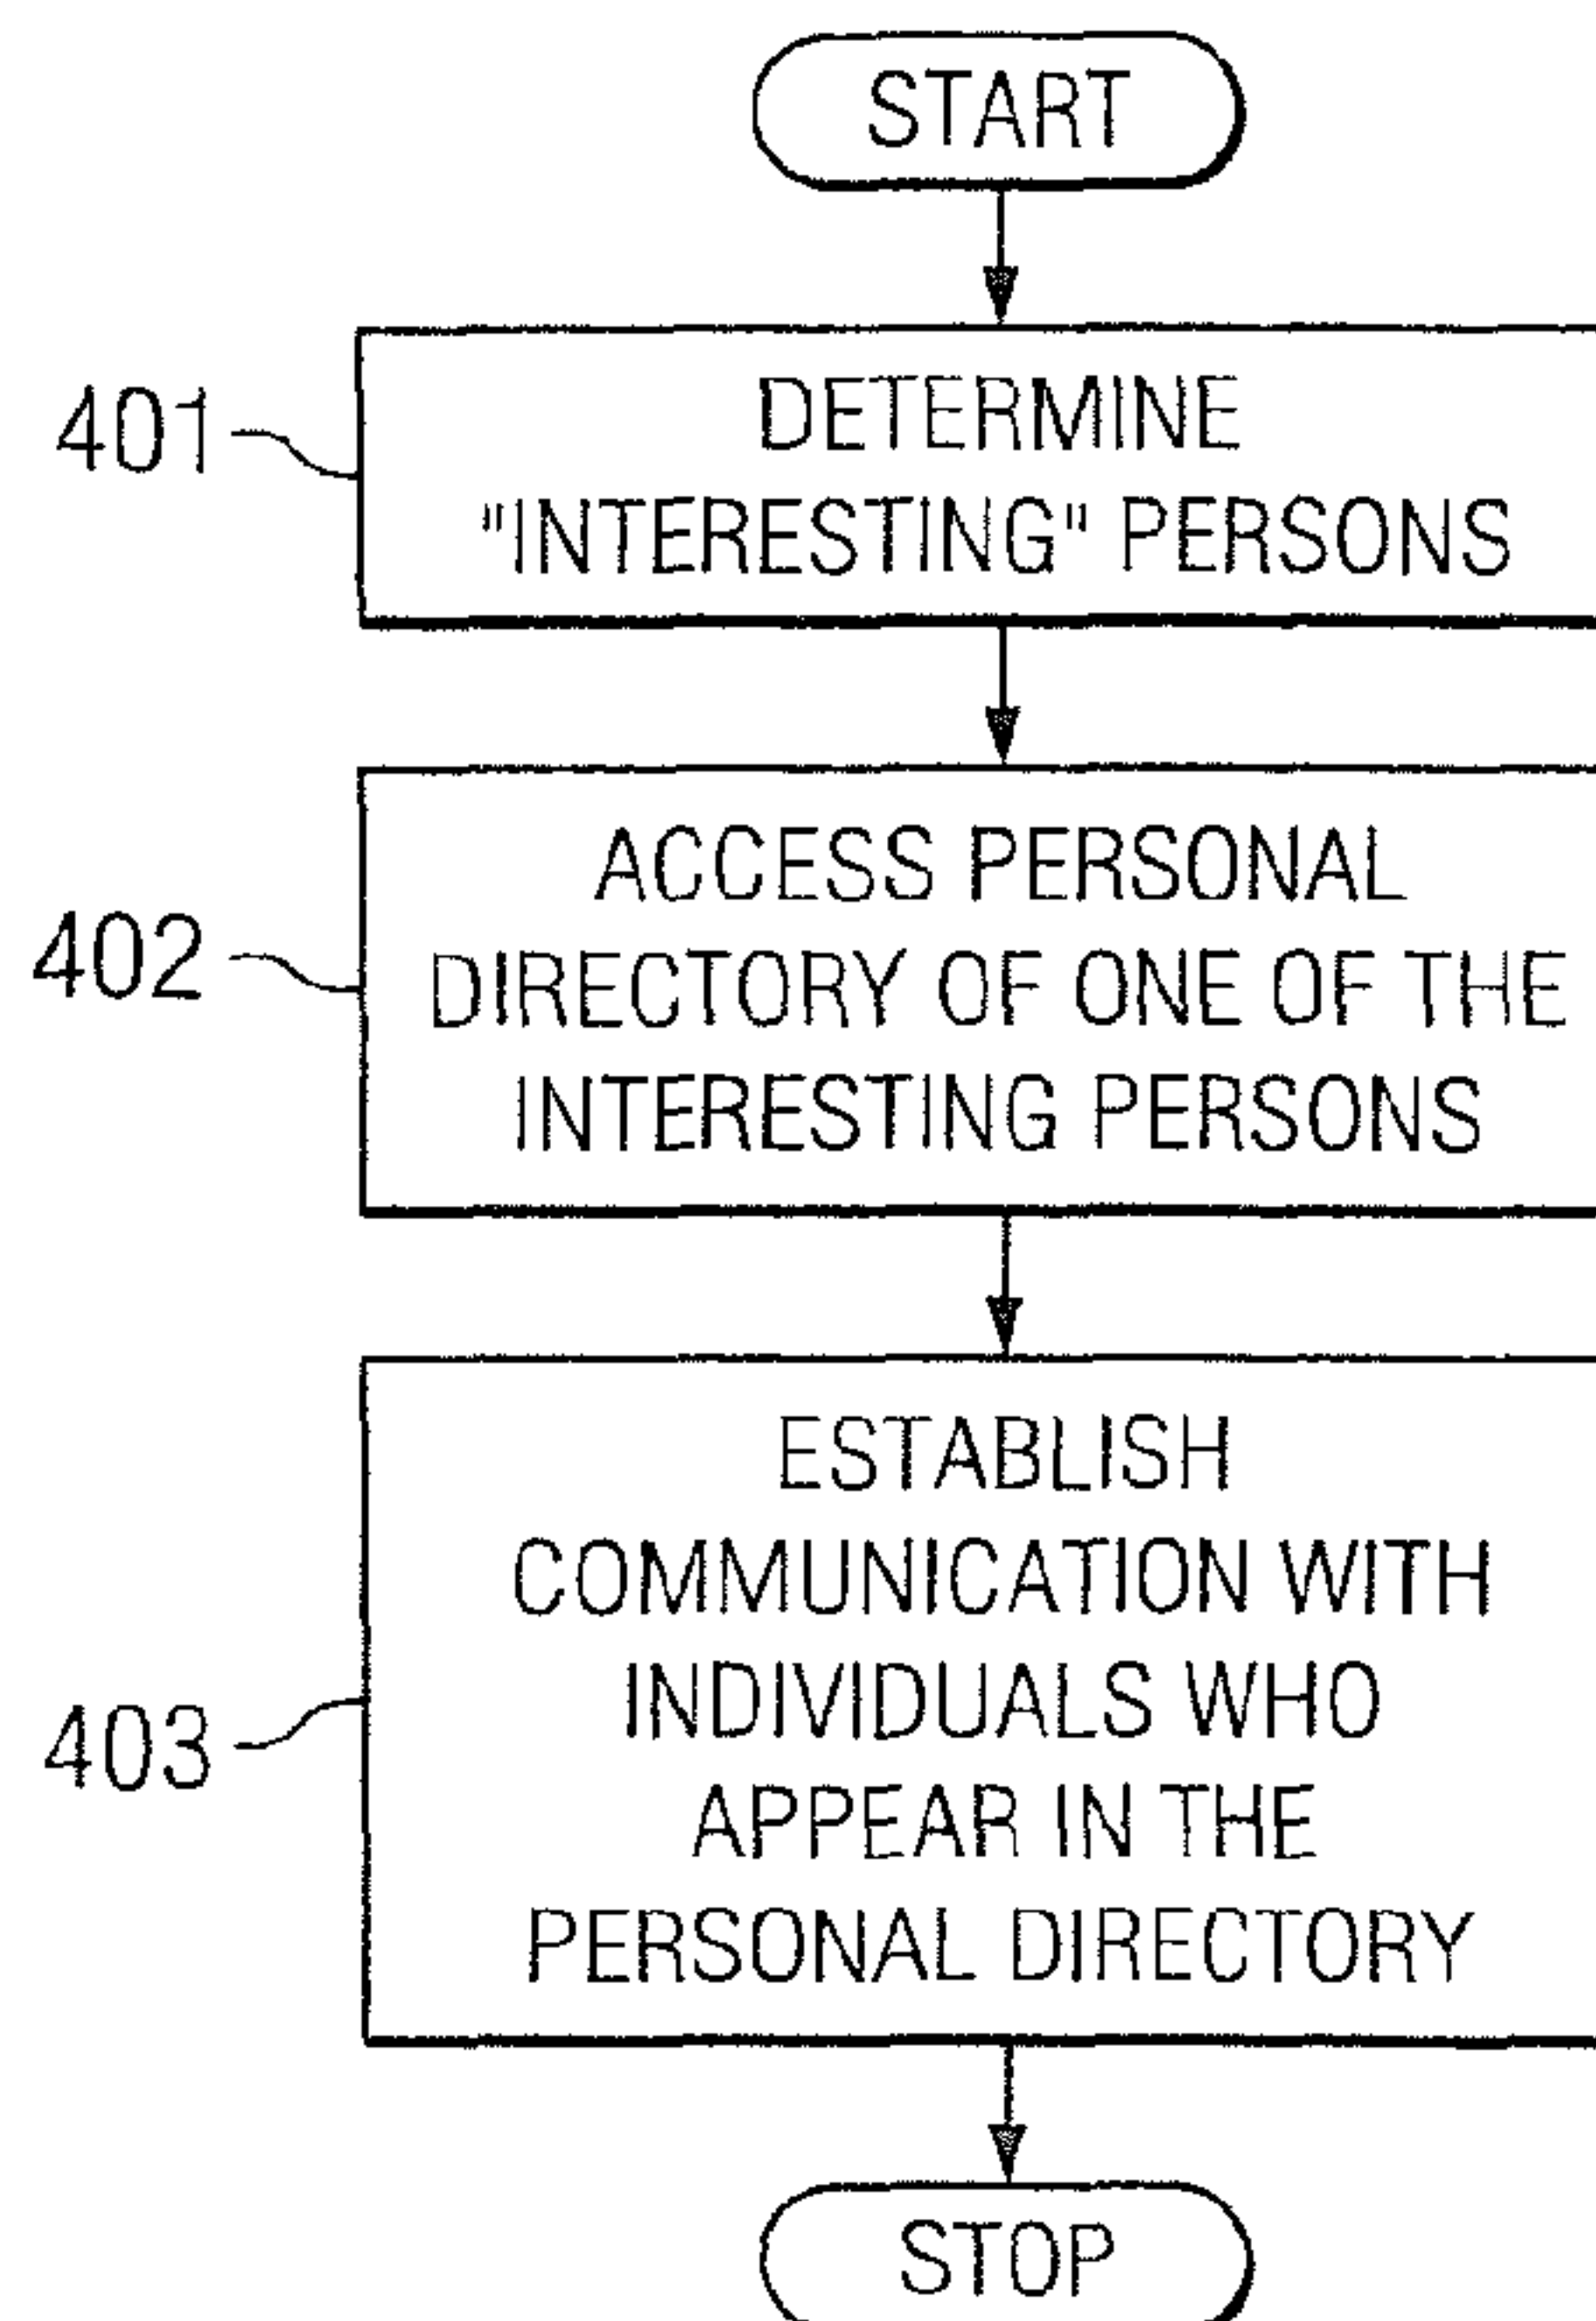 START
401
DETERMINE
"INTERESTING" PERSONS
402
ACCESS PERSONAL
DIRECTORY OF ONE OF THE
INTERESTING PERSONS
403
ESTABLISH
COMMUNICATION WITH
INDIVIDUALS WHO
APPEAR IN THE
PERSONAL DIRECTORY
STOP